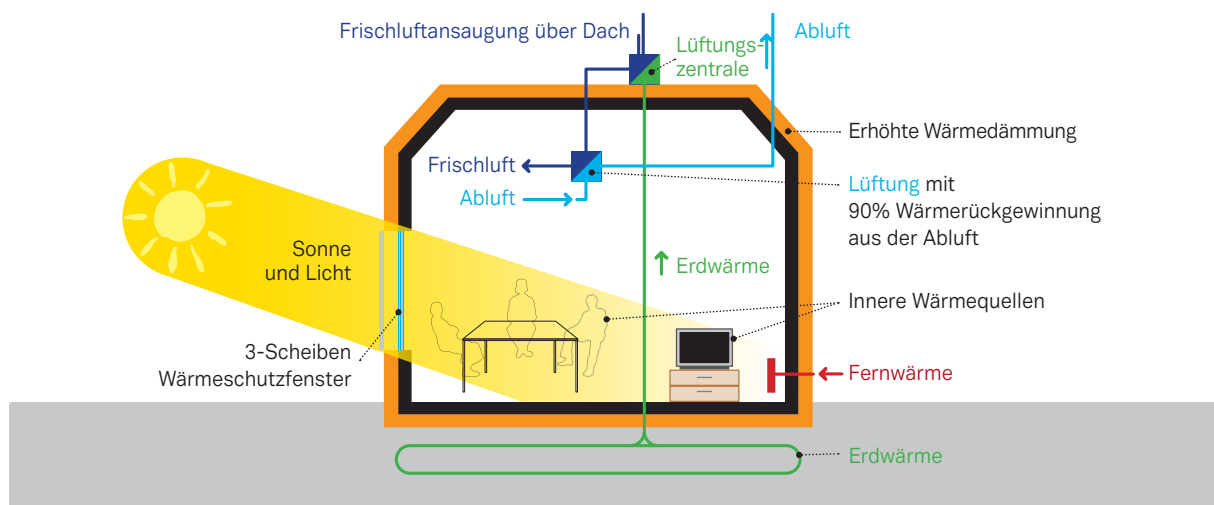 Frischluftansaugung über Dach
Lüftungs-
zentrale
Abluft
Erhöhte Wärmedämmung
Frischluft
Abluft
Lüftung mit
90% Wärmerückgewinnung
aus der Abluft
Sonne
und Licht
Erdwärme
Innere Wärmequellen
3-Scheiben
Wärmeschutzfenster
Fernwärme
Erdwärme